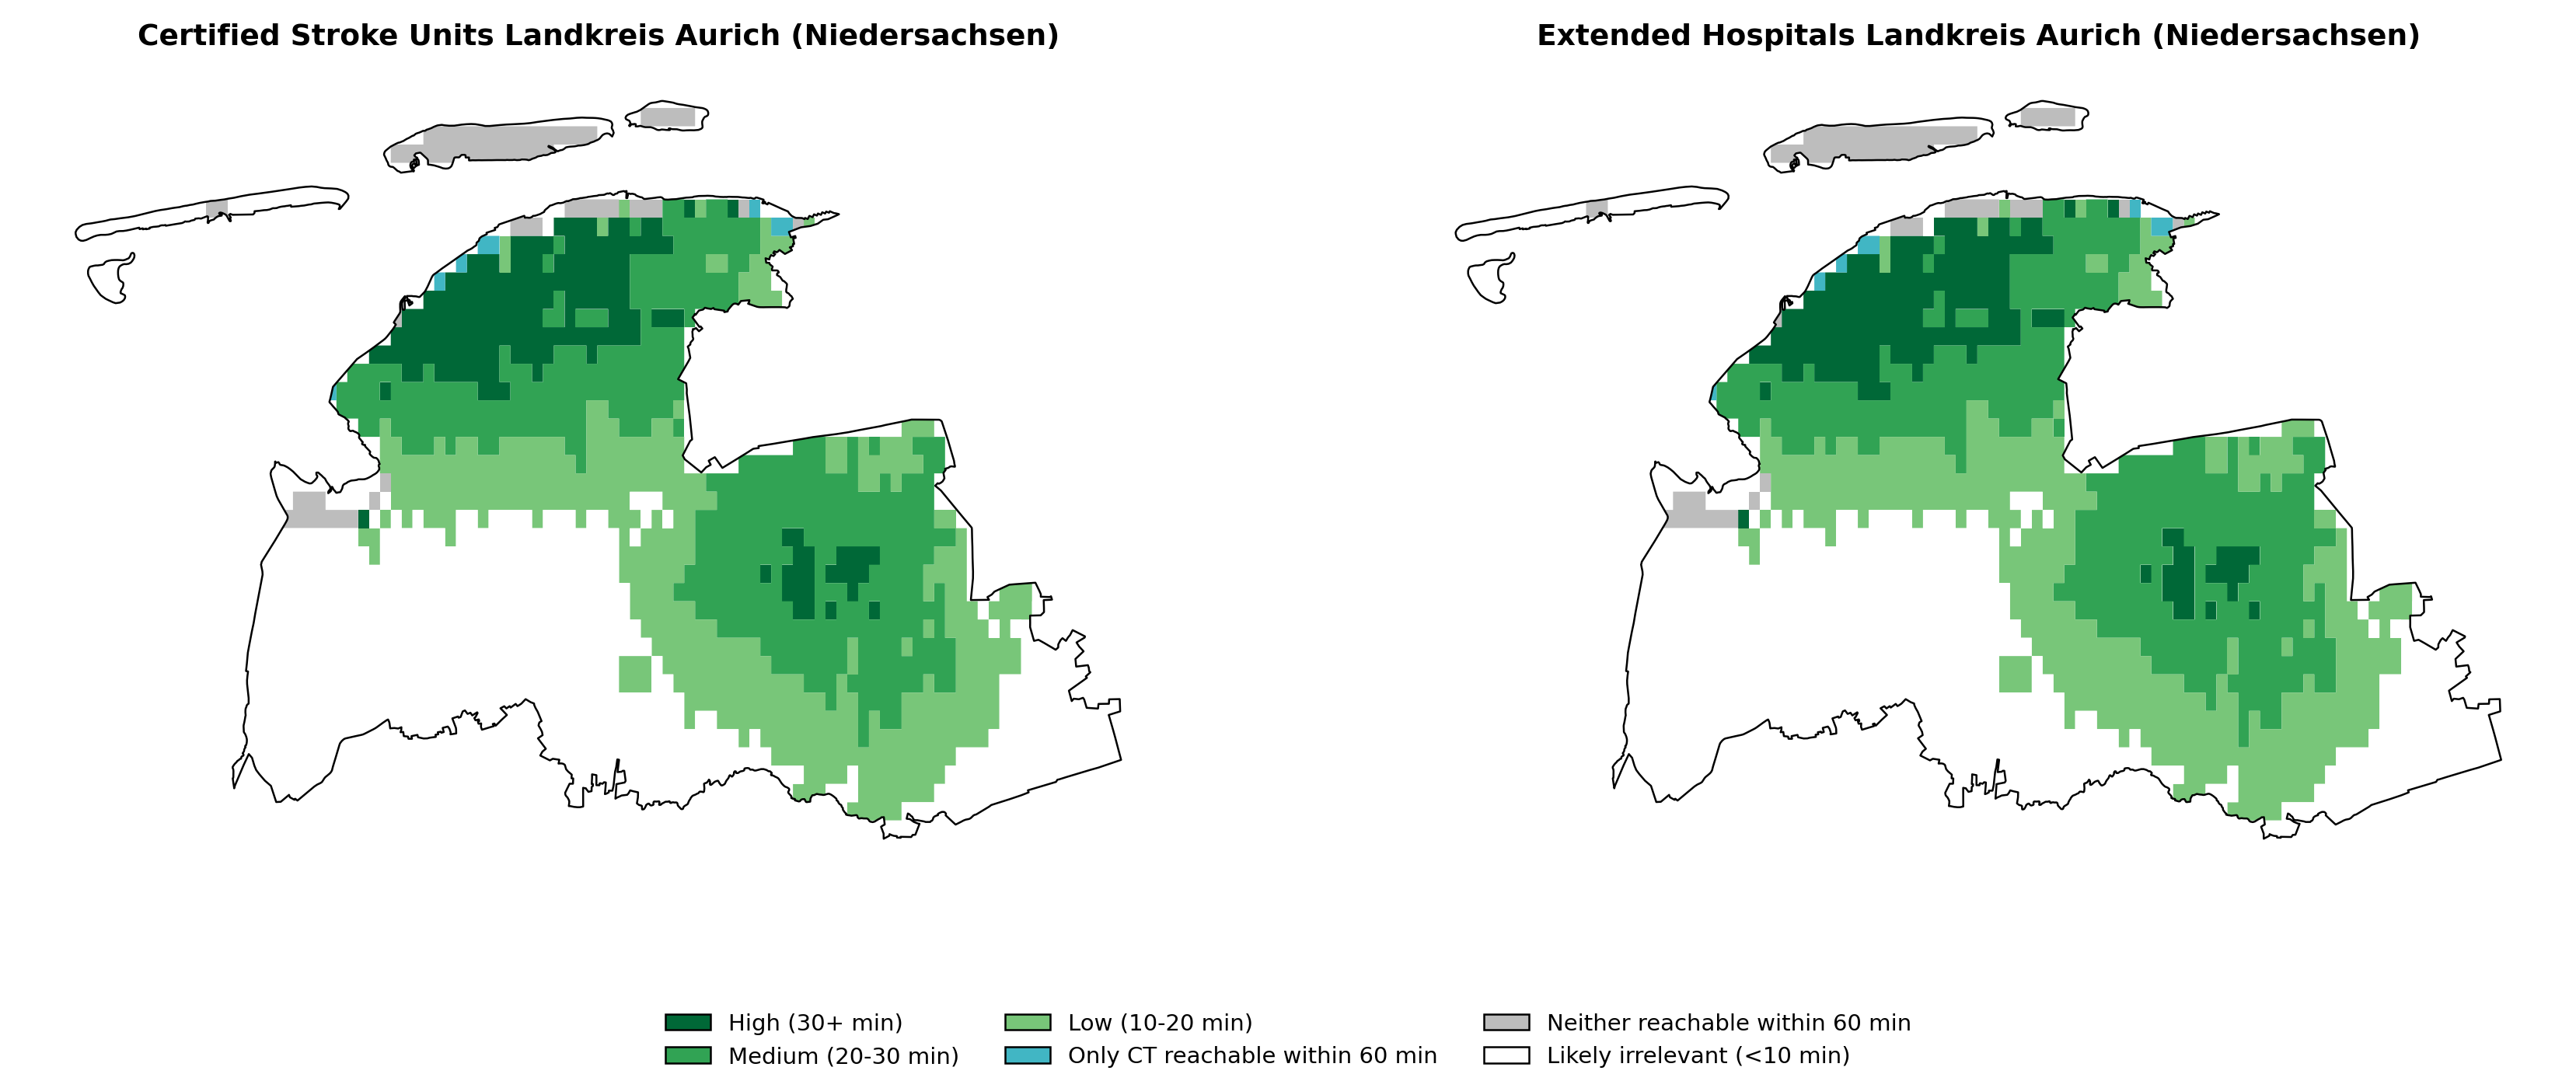 Certified Stroke Units Landkreis Aurich (Niedersachsen)
Extended Hospitals Landkreis Aurich (Niedersachsen)
High (30+ min)
Medium (20-30 min)
Low (10-20 min)
Only CT reachable within 60 min
Neither reachable within 60 min
Likely irrelevant (<10 min)